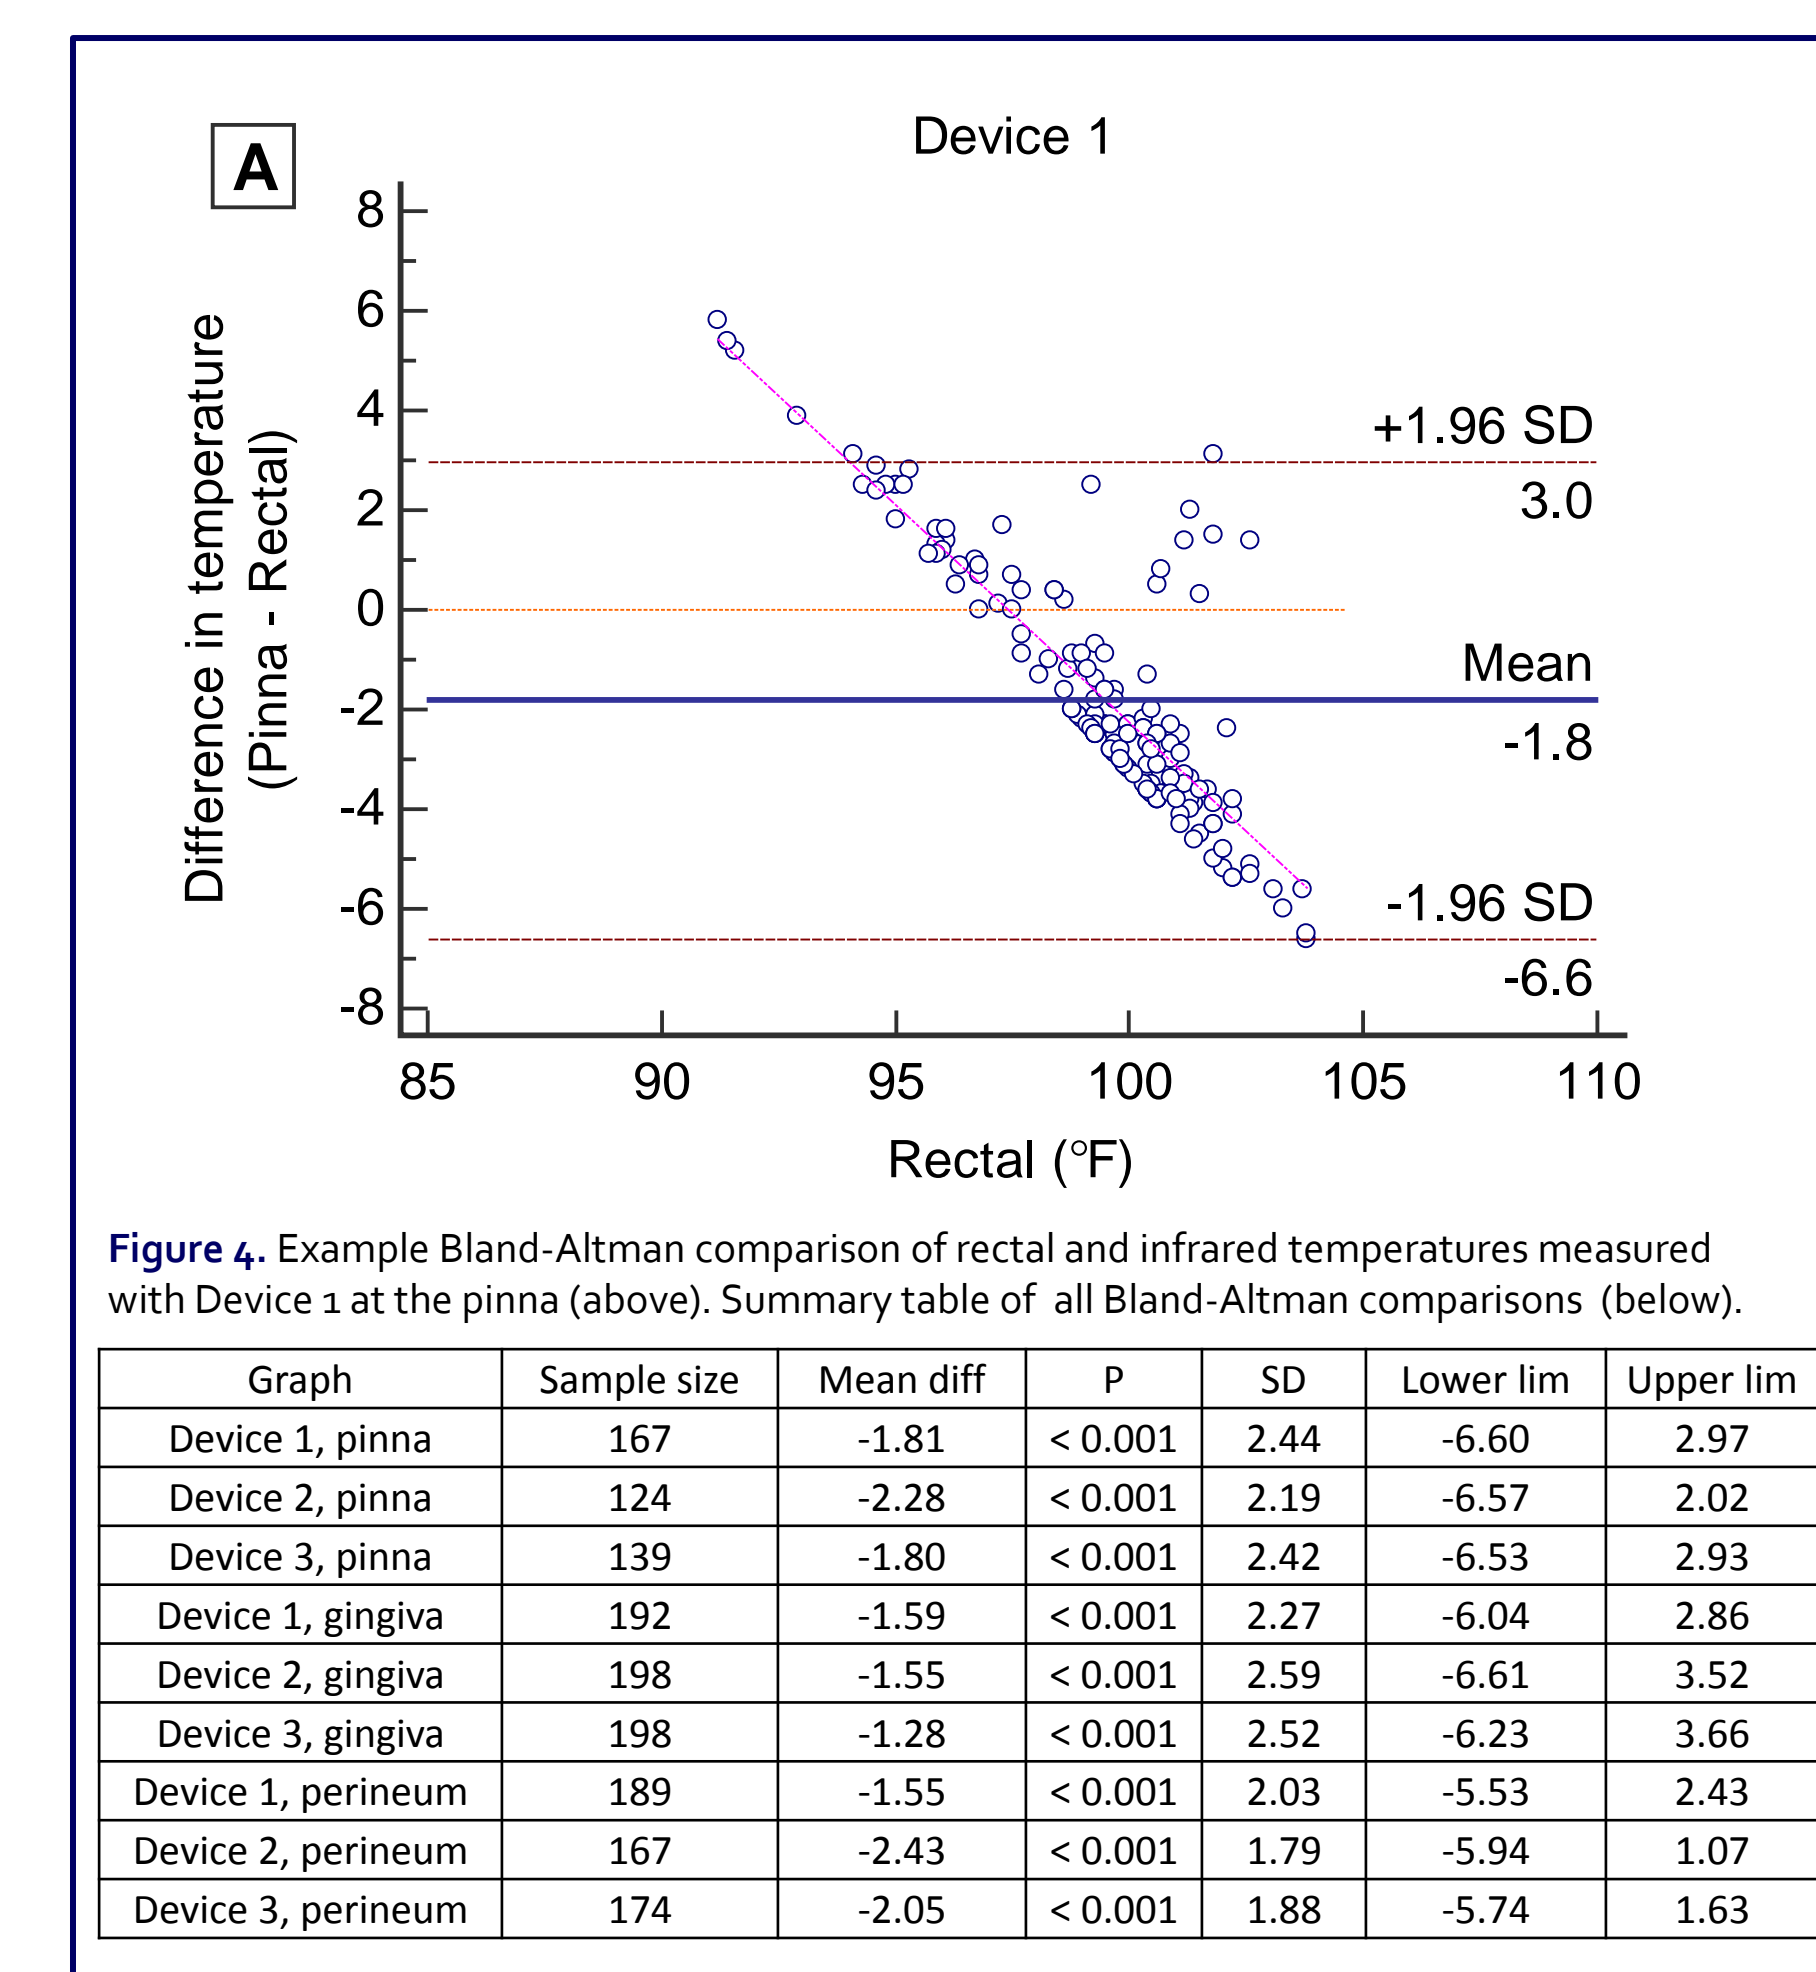 A
Device 1
Difference in temperature
(Pinna - Rectal)
8
6
4
2
0
-2
-4
-6
-8
+1.96 SD
3.0
Mean
-1.8
-1.96 SD
-6.6
85 90 95 100 105 110
Rectal (°F)
Figure 4. Example Bland-Altman comparison of rectal and infrared temperatures measured
with Device 1 at the pinna (above). Summary table of all Bland-Altman comparisons (below).
Graph Sample size Mean diff P SD Lower lim Upper lim
Device 1, pinna 167 -1.81 < 0.001 2.44 -6.60 2.97
Device 2, pinna 124 -2.28 < 0.001 2.19 -6.57 2.02
Device 3, pinna 139 -1.80 < 0.001 2.42 -6.53 2.93
Device 1, gingiva 192 -1.59 < 0.001 2.27 -6.04 2.86
Device 2, gingiva 198 -1.55 < 0.001 2.59 -6.61 3.52
Device 3, gingiva 198 -1.28 < 0.001 2.52 -6.23 3.66
Device 1, perineum 189 -1.55 < 0.001 2.03 -5.53 2.43
Device 2, perineum 167 -2.43 < 0.001 1.79 -5.94 1.07
Device 3, perineum 174 -2.05 < 0.001 1.88 -5.74 1.63